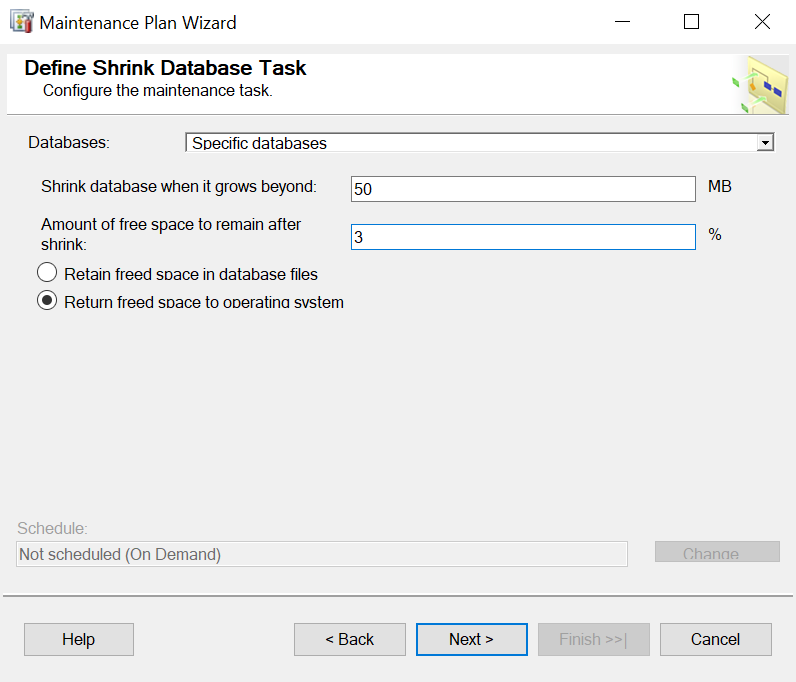 Maintenance Plan Wizard
Define Shrink Database Task
Configure the maintenance task.
Databases:
Specific databases
Shrink database when it grows beyond:
50
MB
Amount of free space to remain after
shrink:
3
%
Retain freed space in database files
Return freed space to operating system
Schedule:
Not scheduled (On Demand)
Change
Help
< Back
Next >
Finish >>|
Cancel